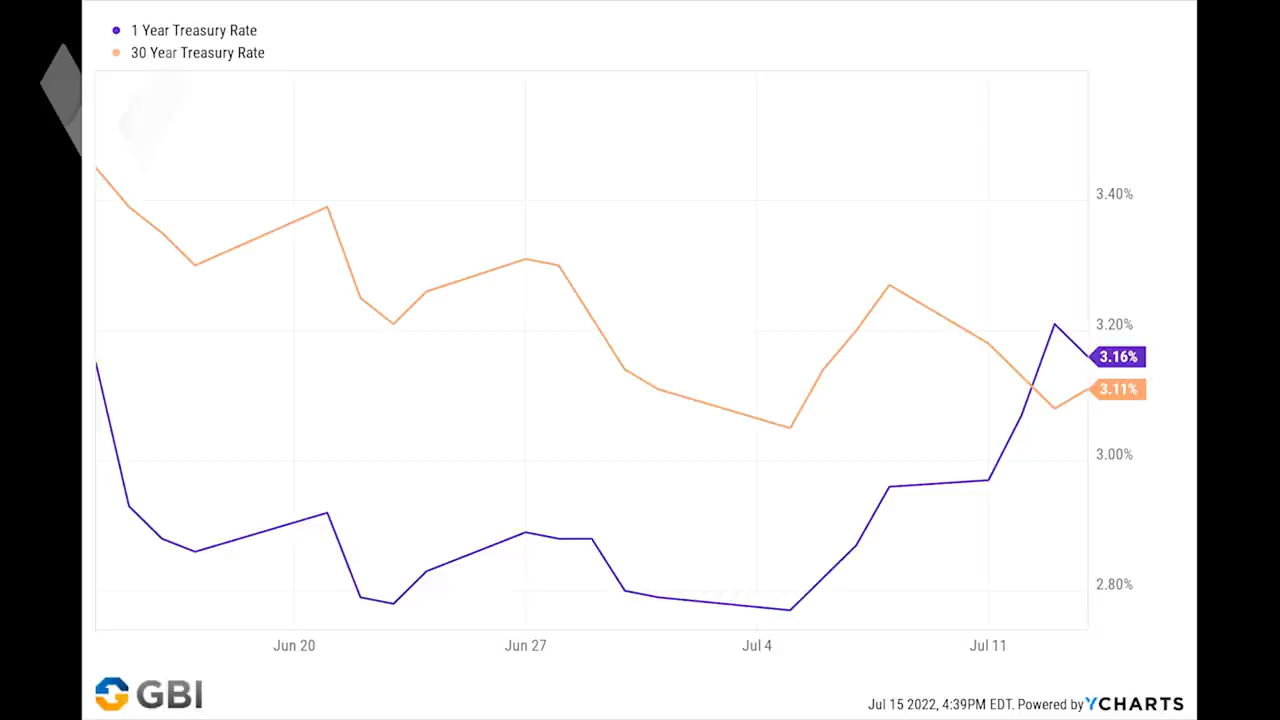 1 Year Treasury Rate
30 Year Treasury Rate
3.40%
3.20%
3.16%
3.11%
3.00%
2.80%
Jun 20 Jun 27 Jul 4 Jul 11
GBI
Jul 15 2022, 4:39PM EDT. Powered by YCHARTS